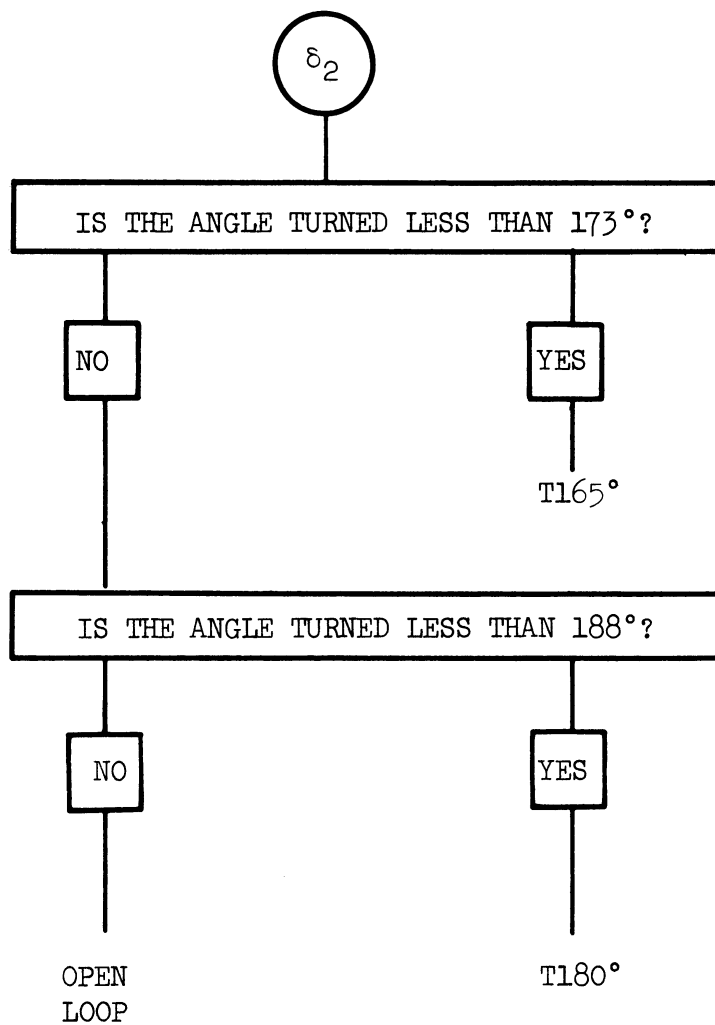 δ2
IS THE ANGLE TURNED LESS THAN 173°?
NO
YES
T165°
IS THE ANGLE TURNED LESS THAN 188°?
NO
YES
OPEN
LOOP
T180°